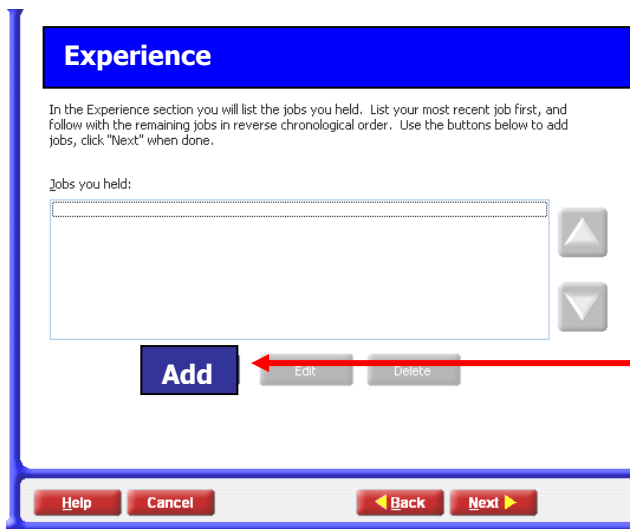 Experience
In the Experience section you will list the jobs you held. List your most recent job first, and
follow with the remaining jobs in reverse chronological order. Use the buttons below to add
jobs, click "Next" when done.
Jobs you held:
Add Edit Delete
Help Cancel Back Next